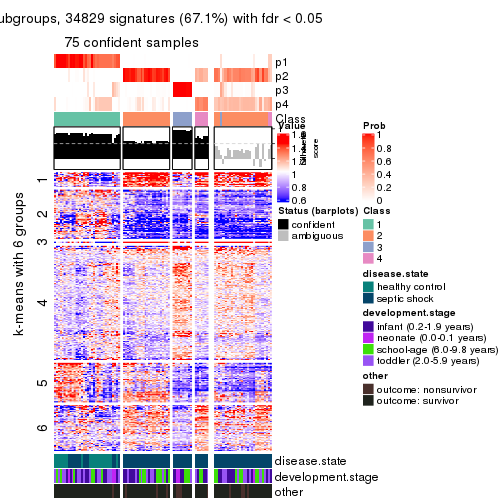 ubgroups, 34829 signatures (67.1%) with fdr < 0.05
75 confident samples
p1
p2
p3
p4
Class
k-means with 6 groups
1
2
3
4
5
6
disease.state
development.stage
other
Value
1
0.8
0.6
score
Status (barplots)
confident
ambiguous
Prob
1
0.8
0.6
0.4
0.2
0
Class
1
2
3
4
disease.state
healthy control
septic shock
development.stage
infant (0.2-1.9 years)
neonate (0.0-0.1 years)
school-age (6.0-9.8 years)
toddler (2.0-5.9 years)
other
outcome: nonsurvivor
outcome: survivor